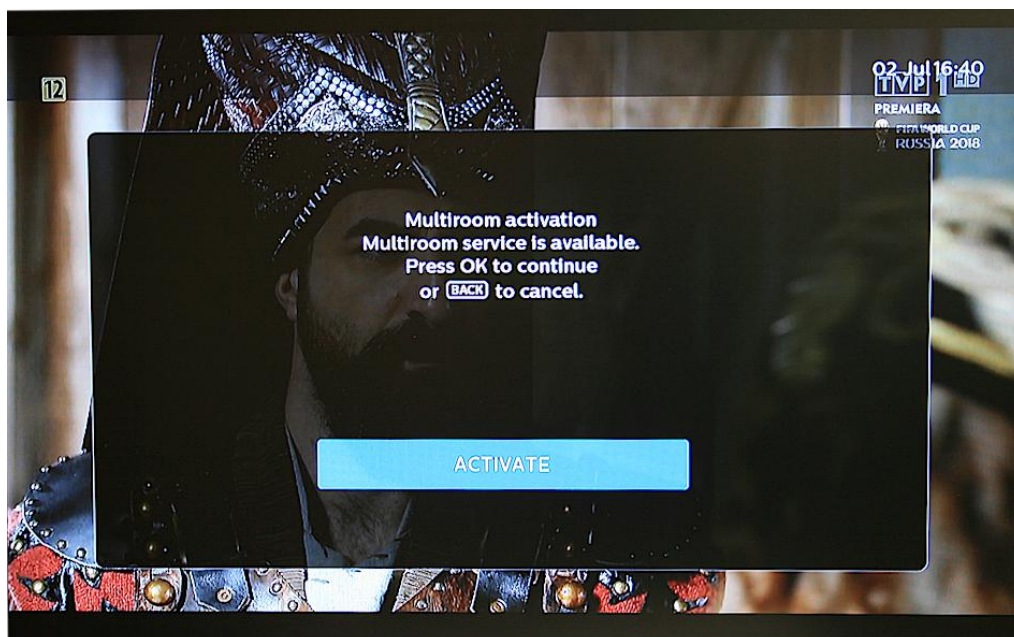 12
02 Jul 16:40
TVP 1 HD
PREMIERA
FIFA WORLD CUP
RUSSIA 2018
Multiroom activation
Multiroom service is available.
Press OK to continue
or BACK to cancel.
ACTIVATE